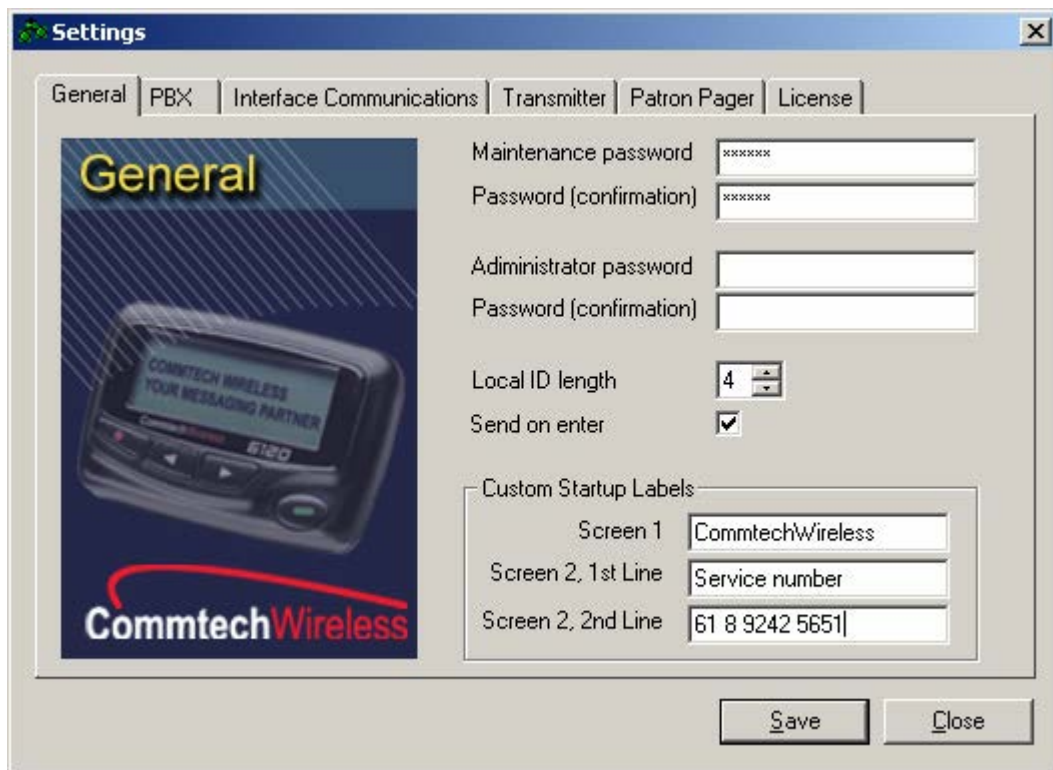 Settings
General PBX Interface Communications Transmitter Patron Pager License
General
COMMTECH WIRELESS
YOUR MESSAGING PARTNER
CommtechWireless 6120
CommtechWireless
Maintenance password ××××××
Password (confirmation) ××××××
Adiministrator password
Password (confirmation)
Local ID length 4
Send on enter
Custom Startup Labels
Screen 1 CommtechWireless
Screen 2, 1st Line Service number
Screen 2, 2nd Line 61 8 9242 5651
Save Close